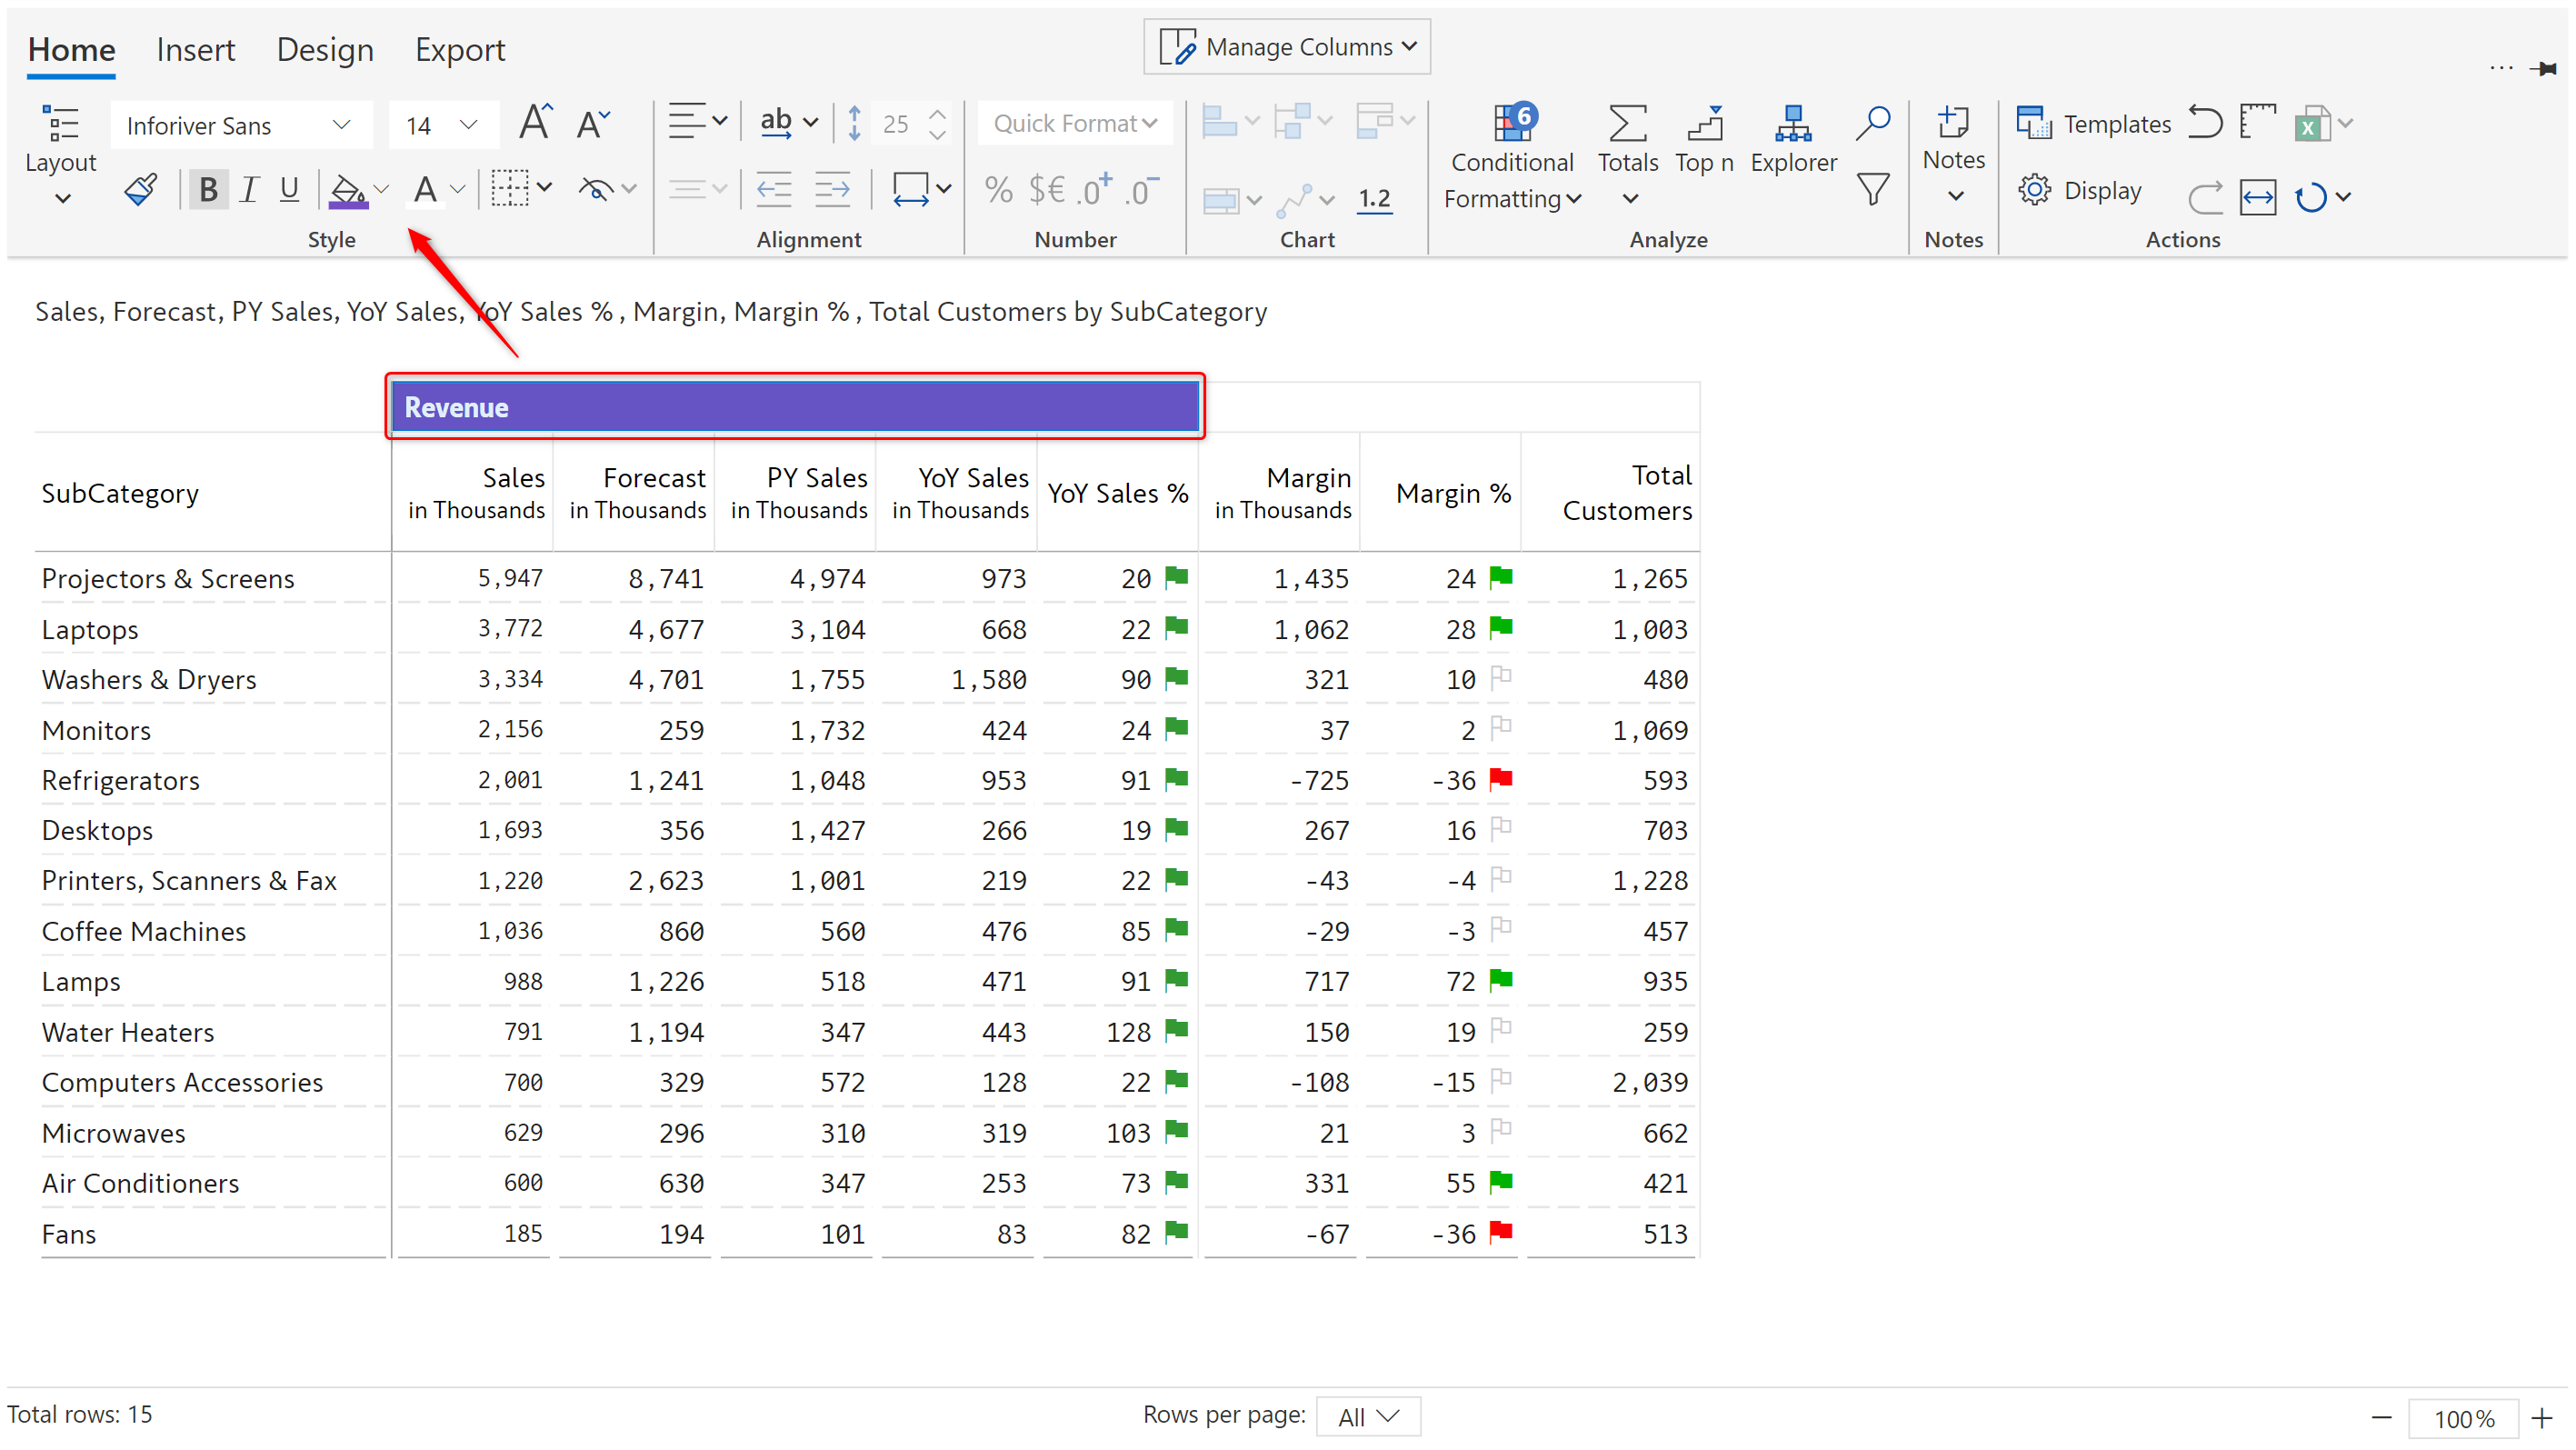 Home Insert Design Export
Manage Columns
Inforiver Sans 14 A A ab 25 Quick Format 6 Templates
Layout Conditional Totals Top n Explorer Notes
B I U A % $€ .0+ .0- Formatting 1.2 Display
Style Alignment Number Chart Analyze Notes Actions
Sales, Forecast, PY Sales, YoY Sales, YoY Sales %, Margin, Margin %, Total Customers by SubCategory
Revenue
SubCategory Sales in Thousands Forecast in Thousands PY Sales in Thousands YoY Sales in Thousands YoY Sales % Margin in Thousands Margin % Total Customers
Projectors & Screens 5,947 8,741 4,974 973 20 1,435 24 1,265
Laptops 3,772 4,677 3,104 668 22 1,062 28 1,003
Washers & Dryers 3,334 4,701 1,755 1,580 90 321 10 480
Monitors 2,156 259 1,732 424 24 37 2 1,069
Refrigerators 2,001 1,241 1,048 953 91 -725 -36 593
Desktops 1,693 356 1,427 266 19 267 16 703
Printers, Scanners & Fax 1,220 2,623 1,001 219 22 -43 -4 1,228
Coffee Machines 1,036 860 560 476 85 -29 -3 457
Lamps 988 1,226 518 471 91 717 72 935
Water Heaters 791 1,194 347 443 128 150 19 259
Computers Accessories 700 329 572 128 22 -108 -15 2,039
Microwaves 629 296 310 319 103 21 3 662
Air Conditioners 600 630 347 253 73 331 55 421
Fans 185 194 101 83 82 -67 -36 513
Total rows: 15 Rows per page: All 100%